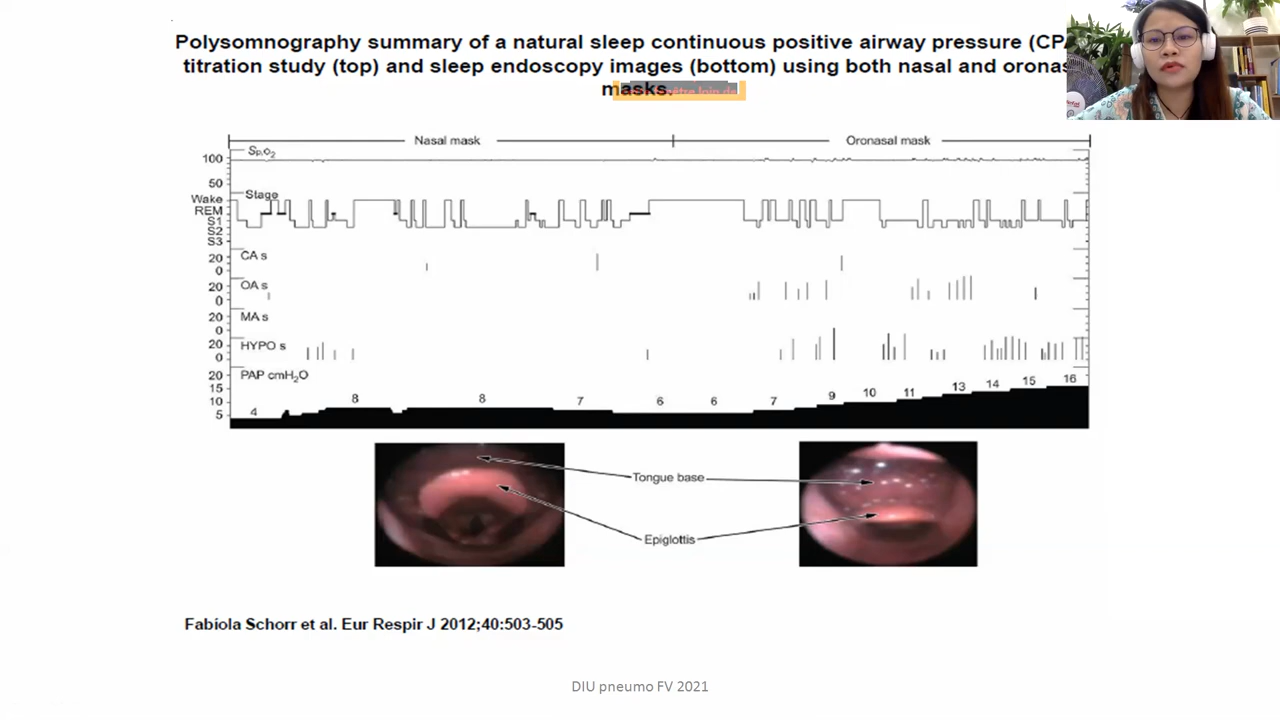 Polysomnography summary of a natural sleep continuous positive airway pressure (CPA
titration study (top) and sleep endoscopy images (bottom) using both nasal and oronas
masks.
Nasal mask
Oronasal mask
Sp,O2
100
50
Stage
Wake
REM
S1
S2
S3
CA s
20
0
OA s
20
0
MA s
20
0
HYPO s
20
0
PAP cmH2O
20
15
10
5
4 8 8 7 6 6 7 9 10 11 13 14 15 16
Tongue base
Epiglottis
Fabiola Schorr et al. Eur Respir J 2012;40:503-505
DIU pneumo FV 2021